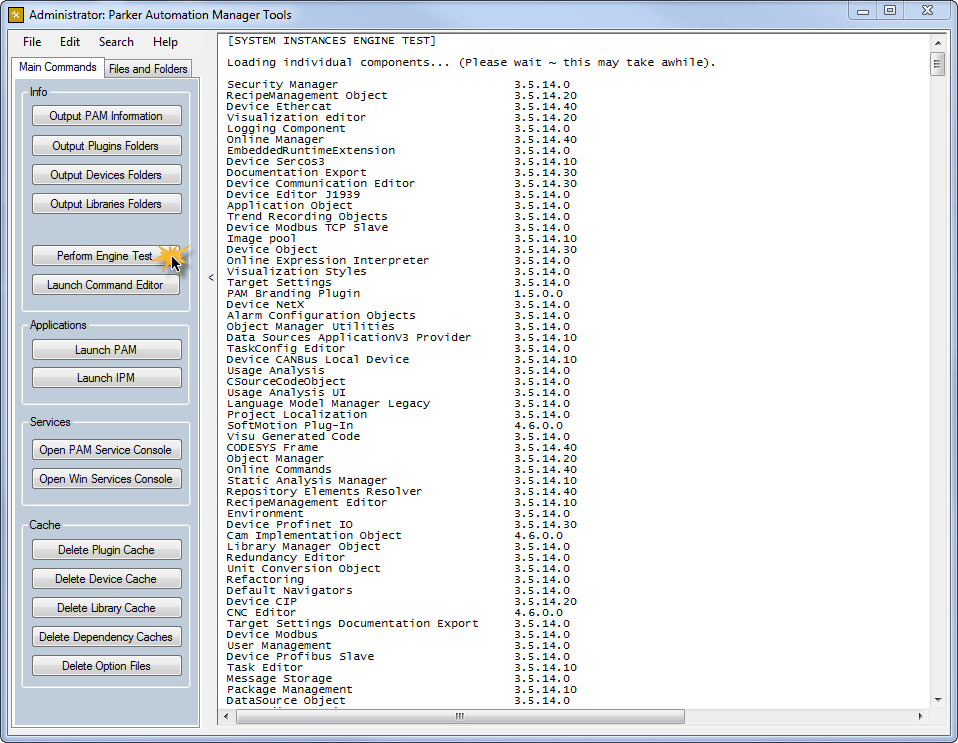 Administrator: Parker Automation Manager Tools
File Edit Search Help
Main Commands Files and Folders
Info
Output PAM Information
Output Plugins Folders
Output Devices Folders
Output Libraries Folders
Perform Engine Test
Launch Command Editor
Applications
Launch PAM
Launch IPM
Services
Open PAM Service Console
Open Win Services Console
Cache
Delete Plugin Cache
Delete Device Cache
Delete Library Cache
Delete Dependency Caches
Delete Option Files
<
[SYSTEM INSTANCES ENGINE TEST]
Loading individual components... (Please wait ~ this may take awhile).
Security Manager 3.5.14.0
RecipeManagement Object 3.5.14.20
Device Ethercat 3.5.14.40
Visualization editor 3.5.14.20
Logging Component 3.5.14.0
Online Manager 3.5.14.40
EmbeddedRuntimeExtension 3.5.14.0
Device Sercos3 3.5.14.10
Documentation Export 3.5.14.30
Device Communication Editor 3.5.14.30
Device Editor J1939 3.5.14.0
Application Object 3.5.14.0
Trend Recording Objects 3.5.14.0
Device Modbus TCP Slave 3.5.14.0
Image pool 3.5.14.10
Device Object 3.5.14.30
Online Expression Interpreter 3.5.14.0
Visualization Styles 3.5.14.0
Target Settings 3.5.14.0
PAM Branding Plugin 1.5.0.0
Device NetX 3.5.14.0
Alarm Configuration Objects 3.5.14.0
Object Manager Utilities 3.5.14.0
Data Sources ApplicationV3 Provider 3.5.14.10
TaskConfig Editor 3.5.14.0
Device CANBus Local Device 3.5.14.10
Usage Analysis 3.5.14.0
CSourceCodeObject 3.5.14.0
Usage Analysis UI 3.5.14.0
Language Model Manager Legacy 3.5.14.0
Project Localization 3.5.14.0
SoftMotion Plug-In 4.6.0.0
Visu Generated Code 3.5.14.0
CODESYS Frame 3.5.14.40
Object Manager 3.5.14.20
Online Commands 3.5.14.40
Static Analysis Manager 3.5.14.10
Repository Elements Resolver 3.5.14.40
RecipeManagement Editor 3.5.14.10
Environment 3.5.14.0
Device Profinet IO 3.5.14.30
Cam Implementation Object 4.6.0.0
Library Manager Object 3.5.14.0
Redundancy Editor 3.5.14.0
Unit Conversion Object 3.5.14.0
Refactoring 3.5.14.0
Default Navigators 3.5.14.0
Device CIP 3.5.14.20
CNC Editor 4.6.0.0
Target Settings Documentation Export 3.5.14.0
Device Modbus 3.5.14.0
User Management 3.5.14.0
Device Profibus Slave 3.5.14.0
Task Editor 3.5.14.10
Message Storage 3.5.14.0
Package Management 3.5.14.10
DataSource Object 3.5.14.0